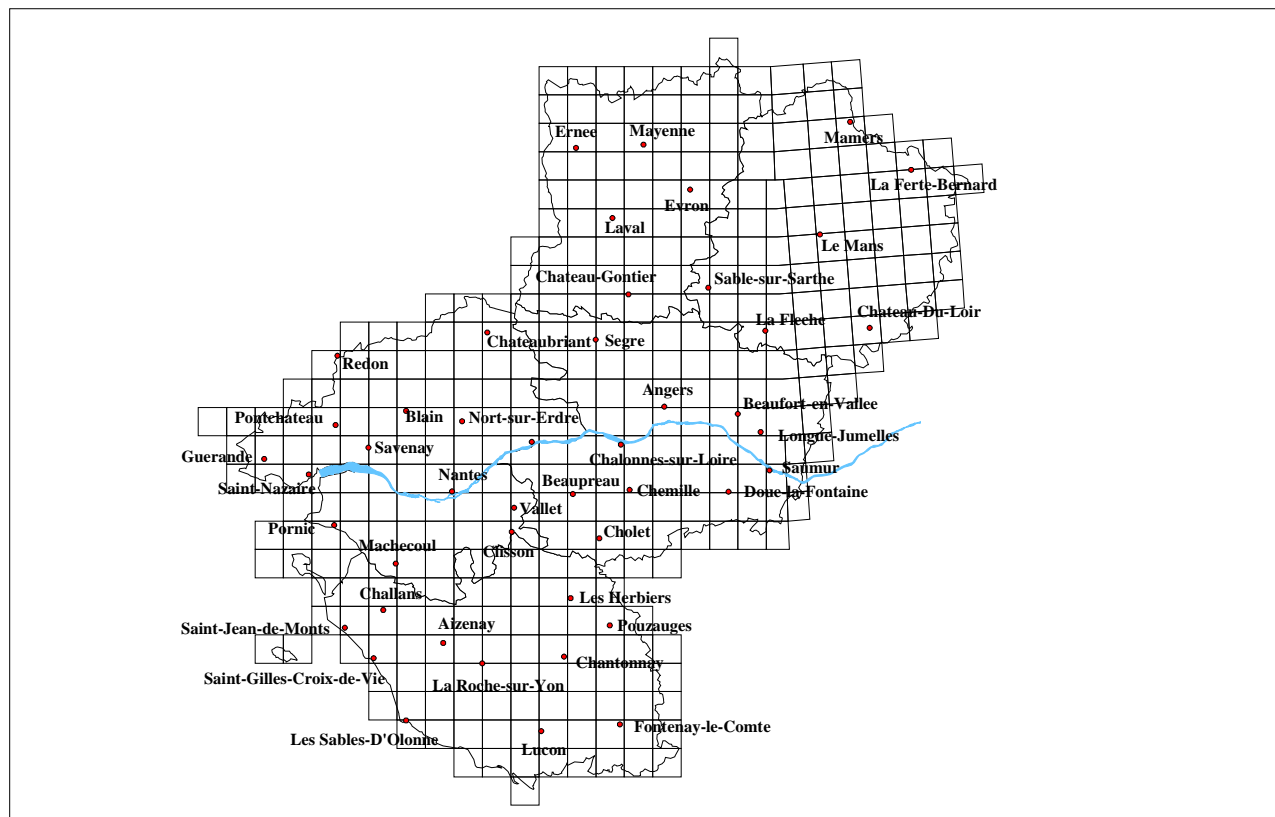 Ernee
Mayenne
Mamers
La Ferte-Bernard
Evron
Laval
Le Mans
Chateau-Gontier
Sable-sur-Sarthe
La Fleche
Chateau-Du-Loir
Chateaubriant
Segre
Redon
Angers
Beaufort-en-Vallee
Pontchateau
Blain
Nort-sur-Erdre
Longue-Jumelles
Savenay
Guerande
Chalonnes-sur-Loire
Saumur
Saint-Nazaire
Nantes
Beaupreau
Chemille
Doue-la-Fontaine
Vallet
Pornic
Machecoul
Clisson
Cholet
Challans
Les Herbiers
Saint-Jean-de-Monts
Aizenay
Pouzauges
Chantonnay
Saint-Gilles-Croix-de-Vie
La Roche-sur-Yon
Les Sables-D'Olonne
Lucon
Fontenay-le-Comte